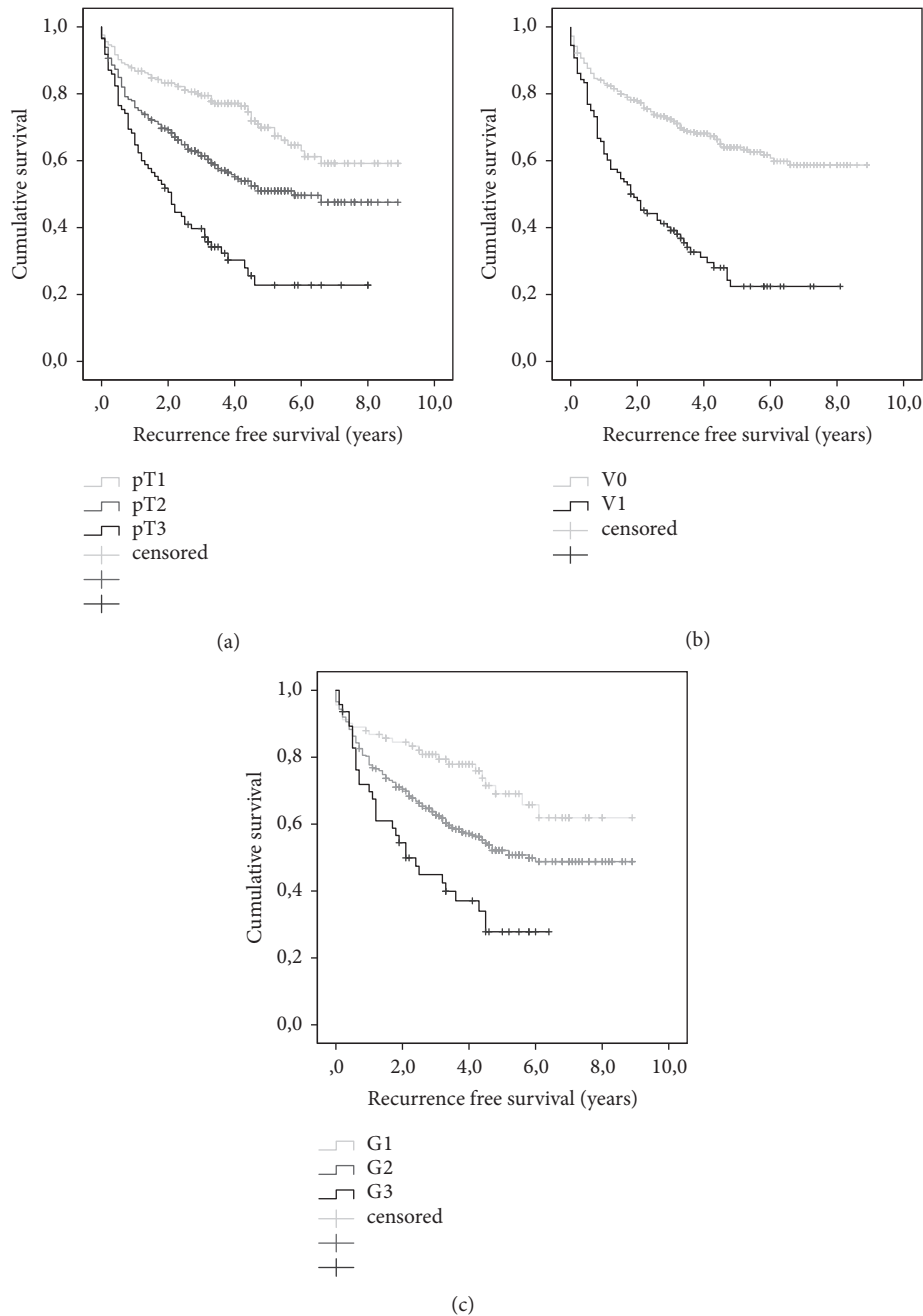 1,0
0,8
0,6
0,4
0,2
0,0
Cumulative survival
,0 2,0 4,0 6,0 8,0 10,0
Recurrence free survival (years)
pT1
pT2
pT3
censored
(a)
1,0
0,8
0,6
0,4
0,2
0,0
Cumulative survival
,0 2,0 4,0 6,0 8,0 10,0
Recurrence free survival (years)
V0
V1
censored
(b)
1,0
0,8
0,6
0,4
0,2
0,0
Cumulative survival
,0 2,0 4,0 6,0 8,0 10,0
Recurrence free survival (years)
G1
G2
G3
censored
(c)